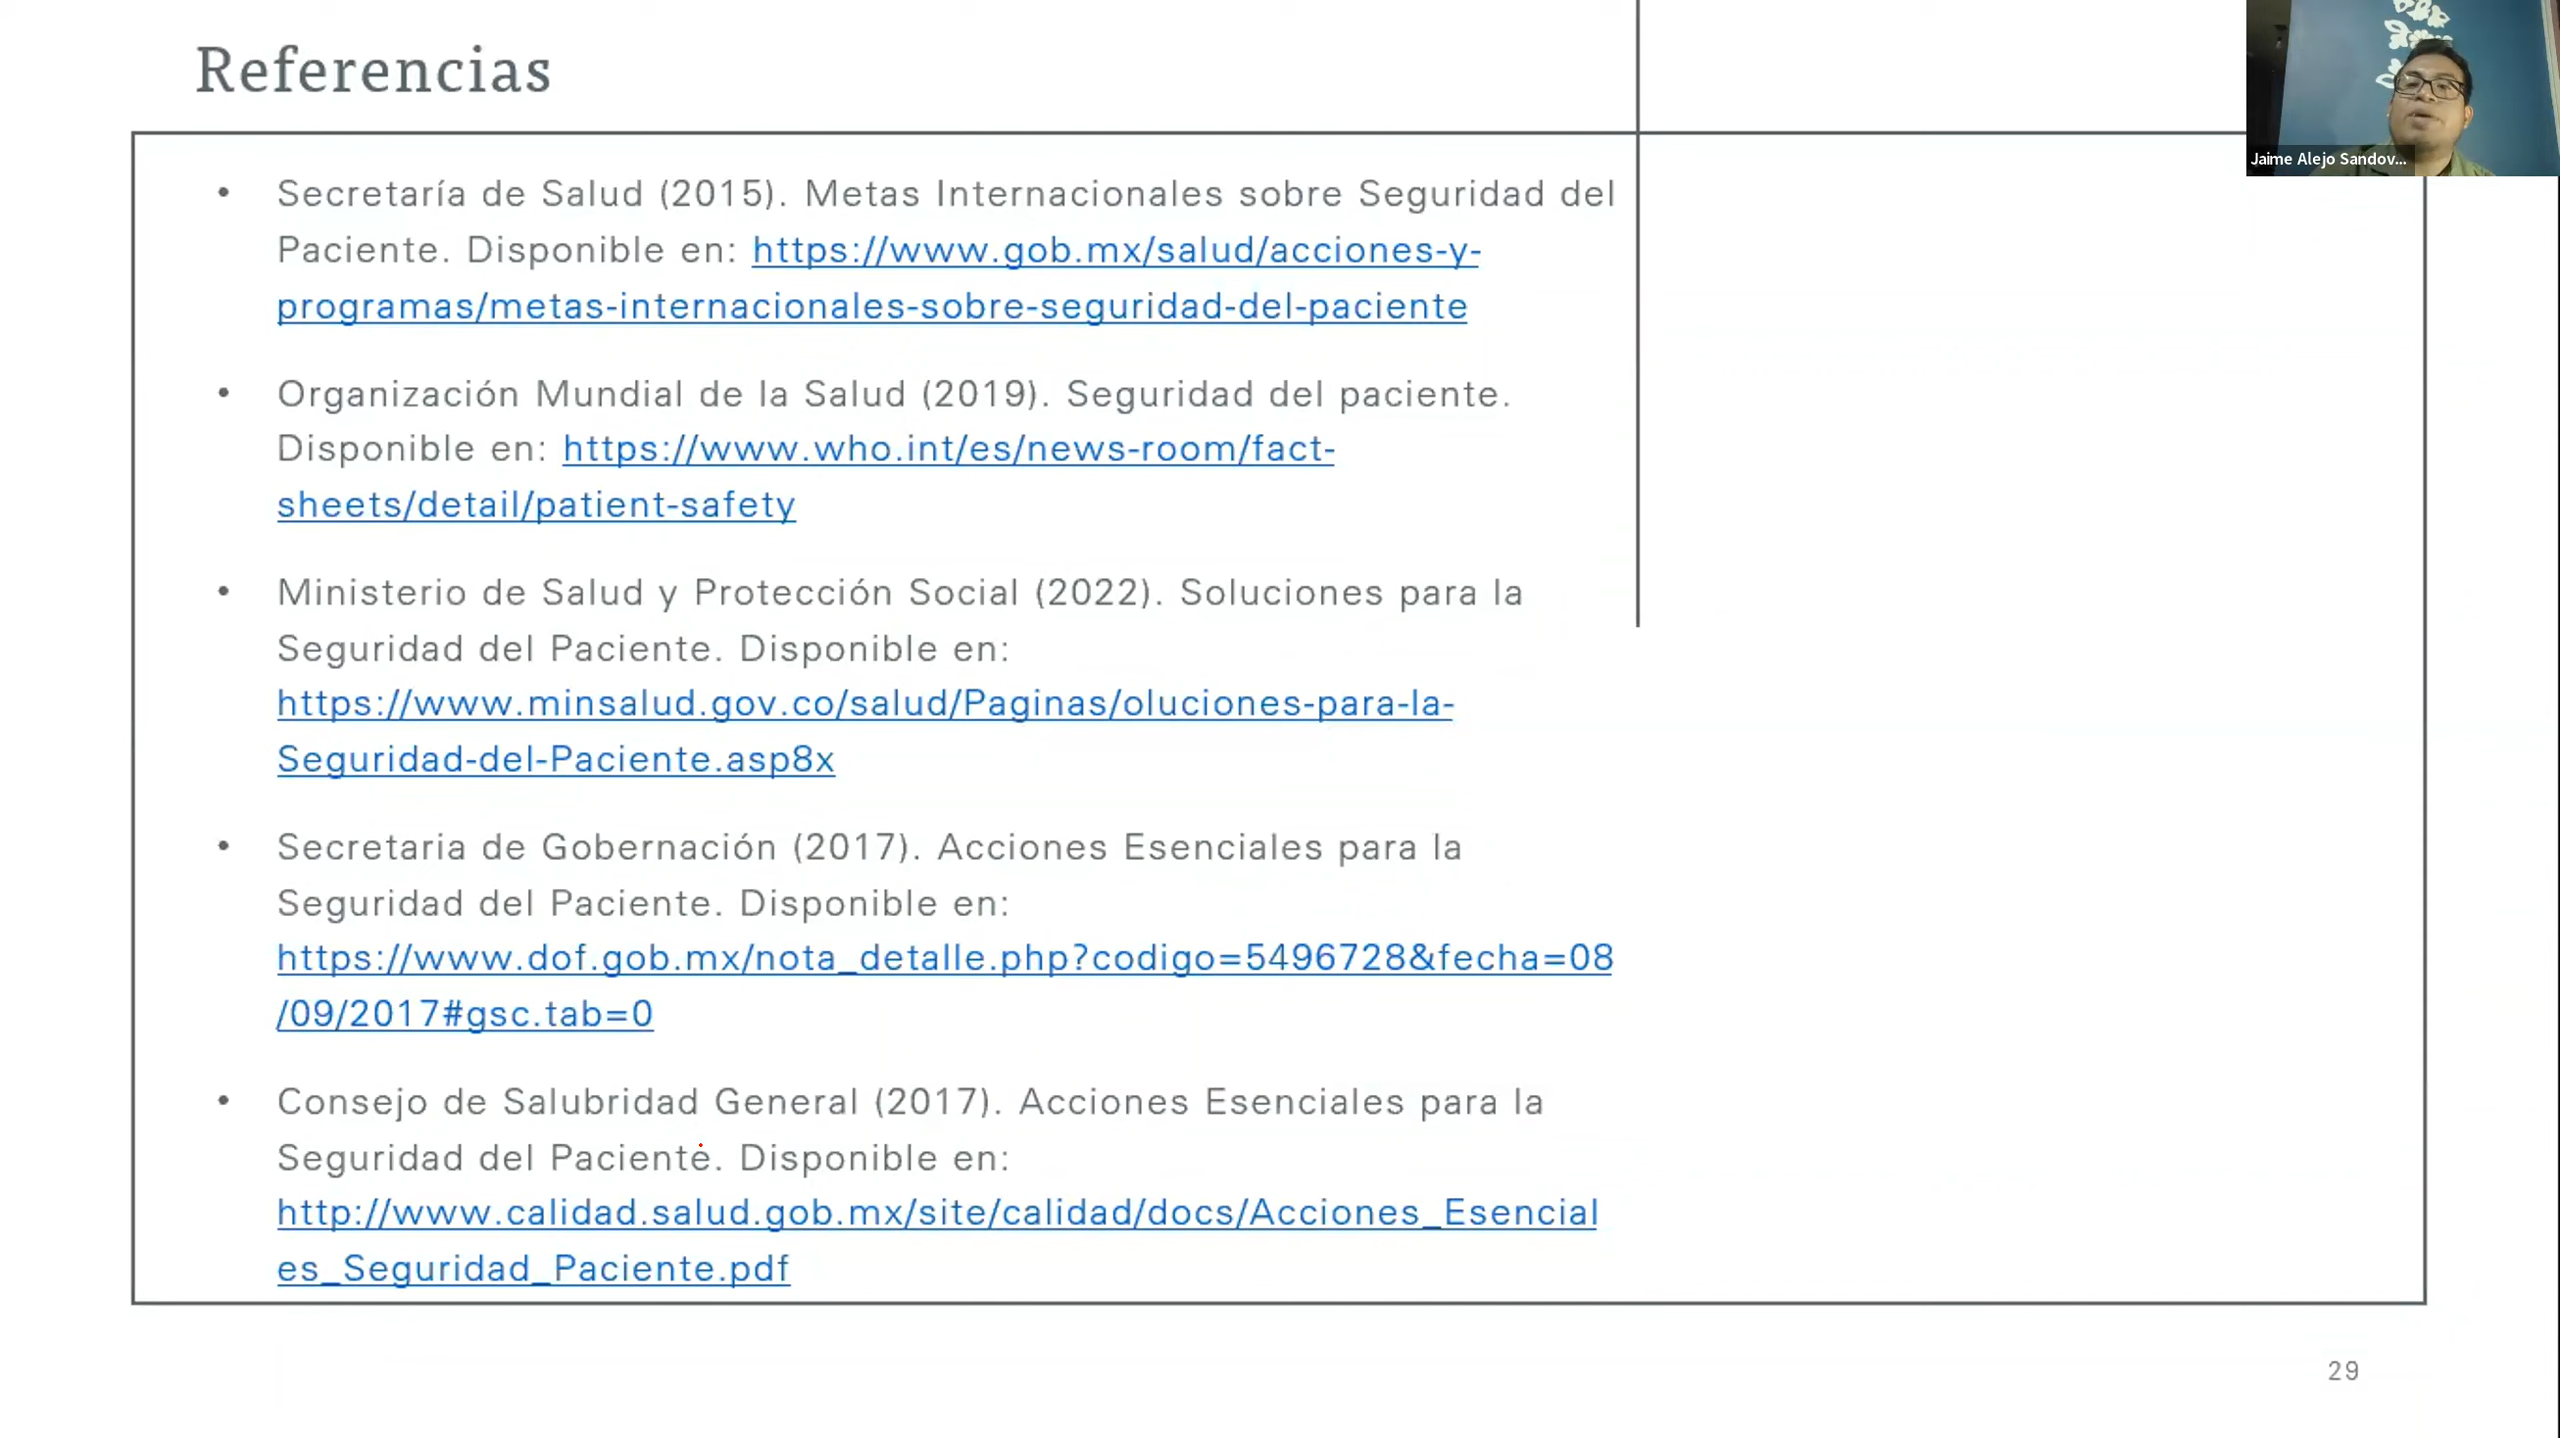 Referencias
Jaime Alejo Sandov...
• Secretaría de Salud (2015). Metas Internacionales sobre Seguridad del
Paciente. Disponible en: https://www.gob.mx/salud/acciones-y-
programas/metas-internacionales-sobre-seguridad-del-paciente
• Organización Mundial de la Salud (2019). Seguridad del paciente.
Disponible en: https://www.who.int/es/news-room/fact-
sheets/detail/patient-safety
• Ministerio de Salud y Protección Social (2022). Soluciones para la
Seguridad del Paciente. Disponible en:
https://www.minsalud.gov.co/salud/Paginas/oluciones-para-la-
Seguridad-del-Paciente.asp8x
• Secretaria de Gobernación (2017). Acciones Esenciales para la
Seguridad del Paciente. Disponible en:
https://www.dof.gob.mx/nota_detalle.php?codigo=5496728&fecha=08
/09/2017#gsc.tab=0
• Consejo de Salubridad General (2017). Acciones Esenciales para la
Seguridad del Paciente. Disponible en:
http://www.calidad.salud.gob.mx/site/calidad/docs/Acciones_Esencial
es_Seguridad_Paciente.pdf
29